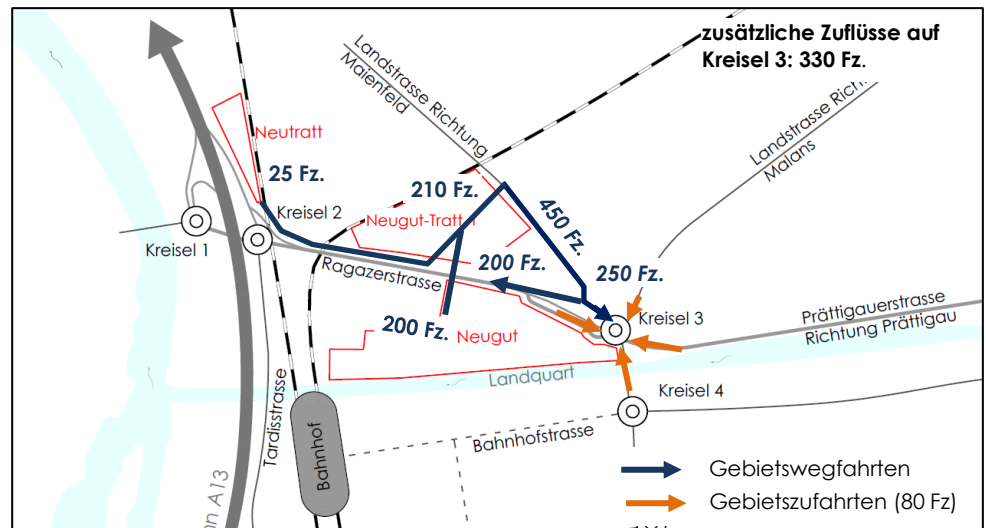 zusätzliche Zuflüsse auf
Kreisel 3: 330 Fz.
Landstrasse Richtung
Maienfeld
Landstrasse
Malans
Neutratt
25 Fz.
210 Fz.
Kreisel 2
Neugut-Tratt
450 Fz.
Kreisel 1
Ragazerstrasse
200 Fz.
250 Fz.
Kreisel 3
Prättigauerstrasse
Richtung Prättigau
200 Fz.
Neugut
Landquart
Kreisel 4
Tardisstrasse
Bahnhof
Bahnhofstrasse
A13
Gebietswegfahrten
Gebietszufahrten (80 Fz)